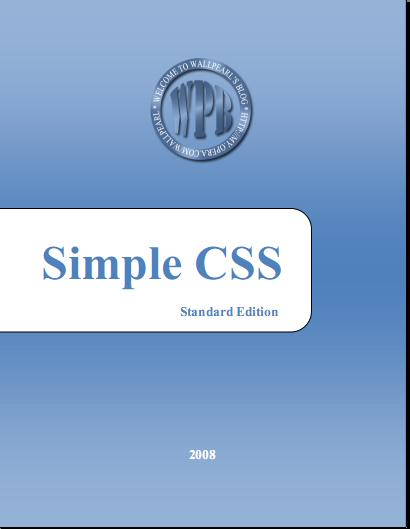 WELCOME TO WALLPEARL'S BLOG * HTTP://MY.OPERA.COM/WALLPEARL *
WPB
Simple CSS
Standard Edition
2008